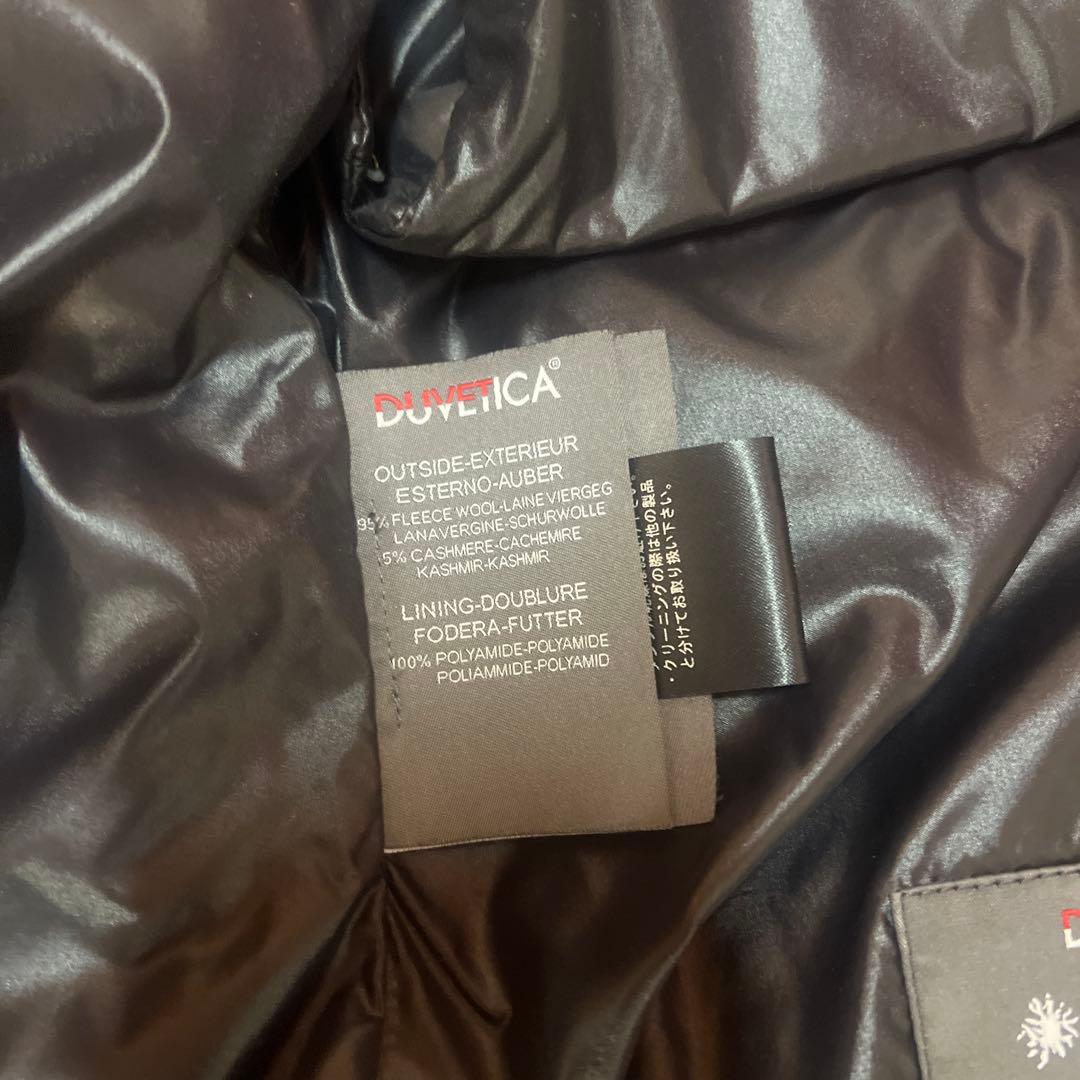 DUVETICA®
OUTSIDE-EXTERIEUR
ESTERNO-AUBER
95% FLEECE WOOL-LAINE VIERGEG
LANAVERGINE-SCHURWOLLE
5% CASHMERE-CACHEMIRE
KASHMIR-KASHMIR
LINING-DOUBLURE
FODERA-FUTTER
100% POLYAMIDE-POLYAMIDE
POLIAMMIDE-POLYAMID
・クリーニングの際は他の製品
と分けてお取り扱い下さい。
D